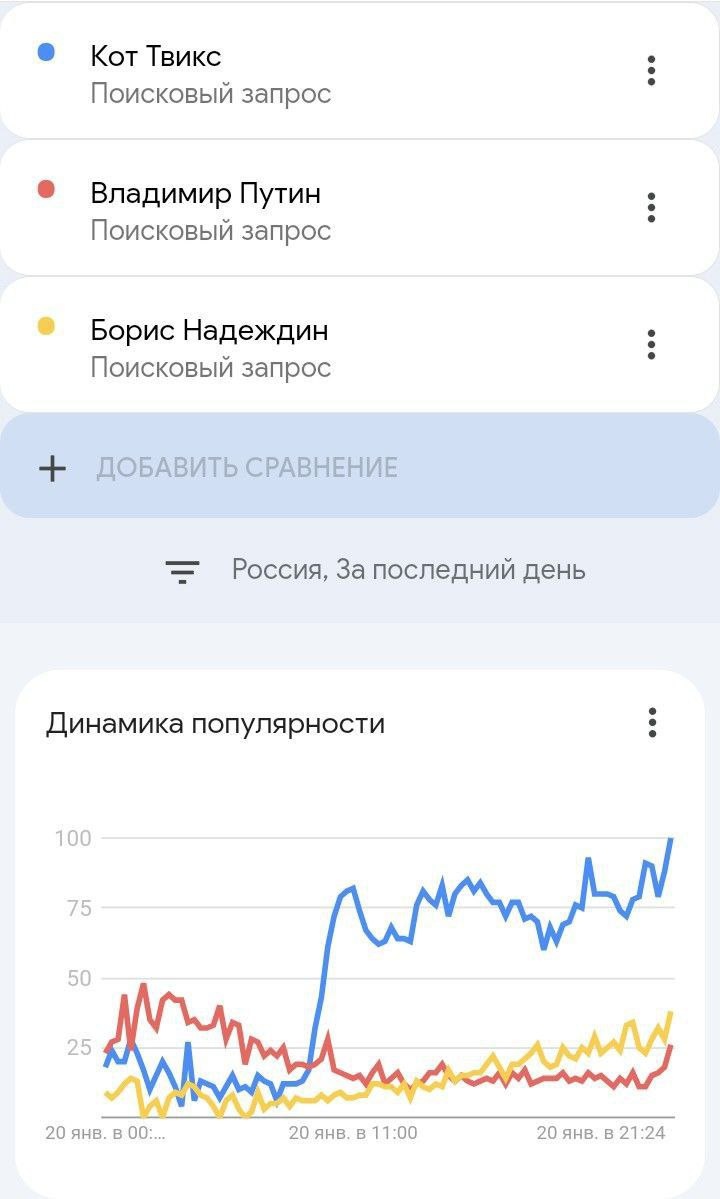 Кот Твикс
Поисковый запрос
Владимир Путин
Поисковый запрос
Борис Надеждин
Поисковый запрос
+ ДОБАВИТЬ СРАВНЕНИЕ
Россия, За последний день
Динамика популярности
100
75
50
25
20 янв. в 00:... 20 янв. в 11:00 20 янв. в 21:24